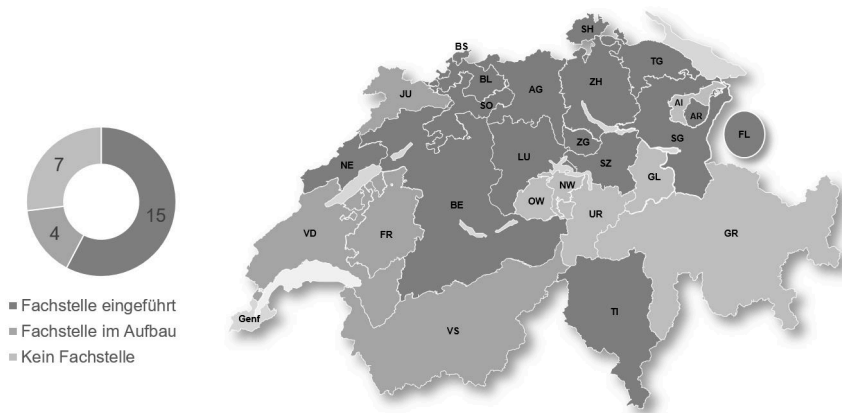 7
4
15
Fachstelle eingeführt
Fachstelle im Aufbau
Kein Fachstelle
SH
BS
TG
BL
ZH
JU
AG
AI
SO
AR
FL
ZG
SG
NE
LU
SZ
GL
NW
OW
BE
UR
VD
FR
GR
TI
Genf
VS